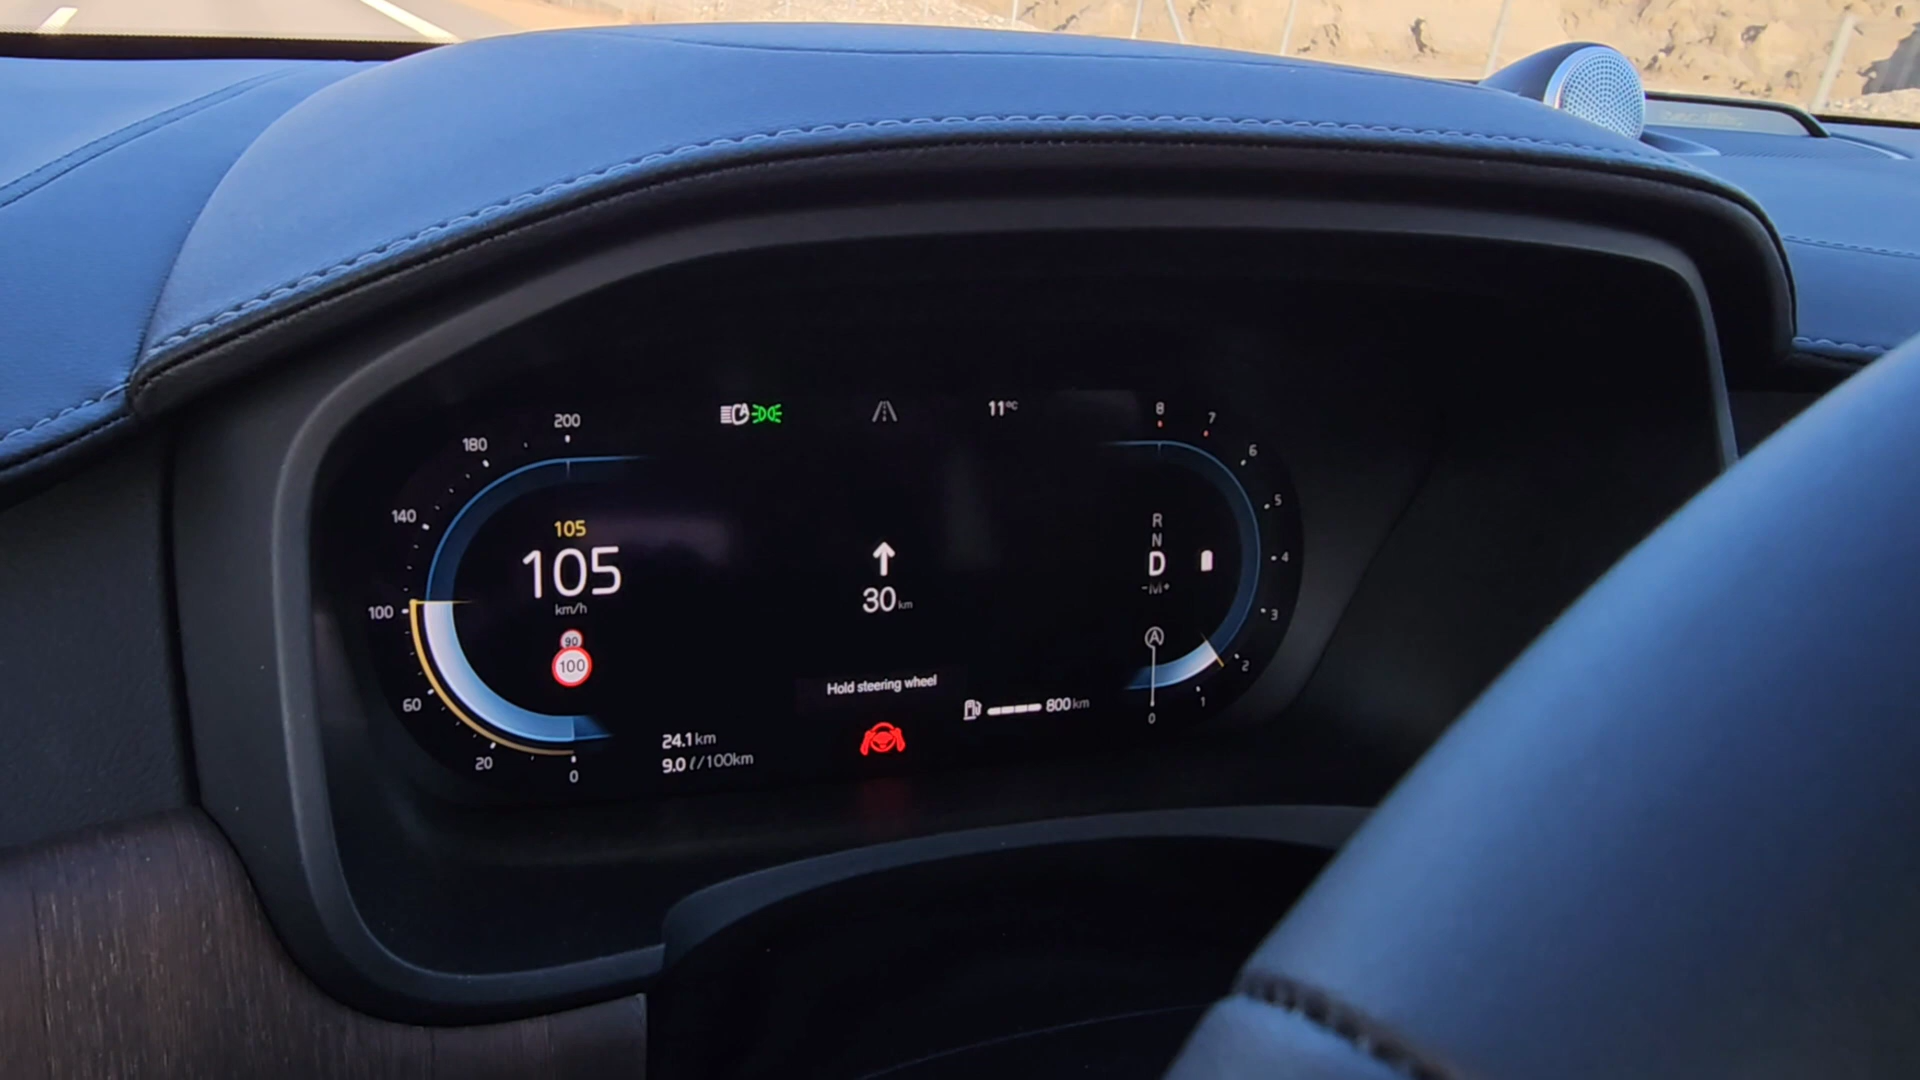 200
180
140
100
60
20
0
105
105
km/h
90
100
A
11°C
30 km
Hold steering wheel
24.1 km
9.0 ℓ/100km
800 km
8
7
6
5
4
3
2
1
0
R
N
D
-M+
A